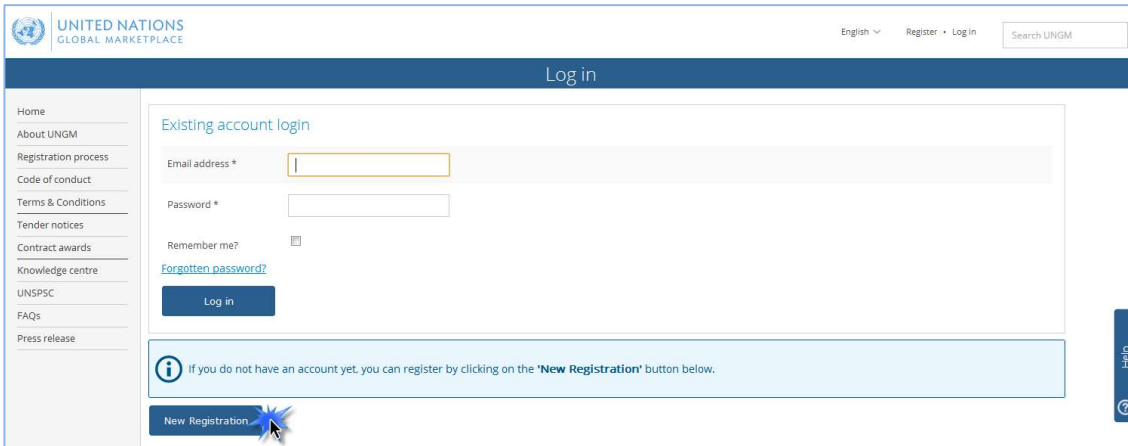 UNITED NATIONS
GLOBAL MARKETPLACE
English
Register • Log in
Search UNGM
Log in
Home
About UNGM
Registration process
Code of conduct
Terms & Conditions
Tender notices
Contract awards
Knowledge centre
UNSPSC
FAQs
Press release
Existing account login
Email address *
Password *
Remember me?
Forgotten password?
Log in
If you do not have an account yet, you can register by clicking on the 'New Registration' button below.
New Registration
Help